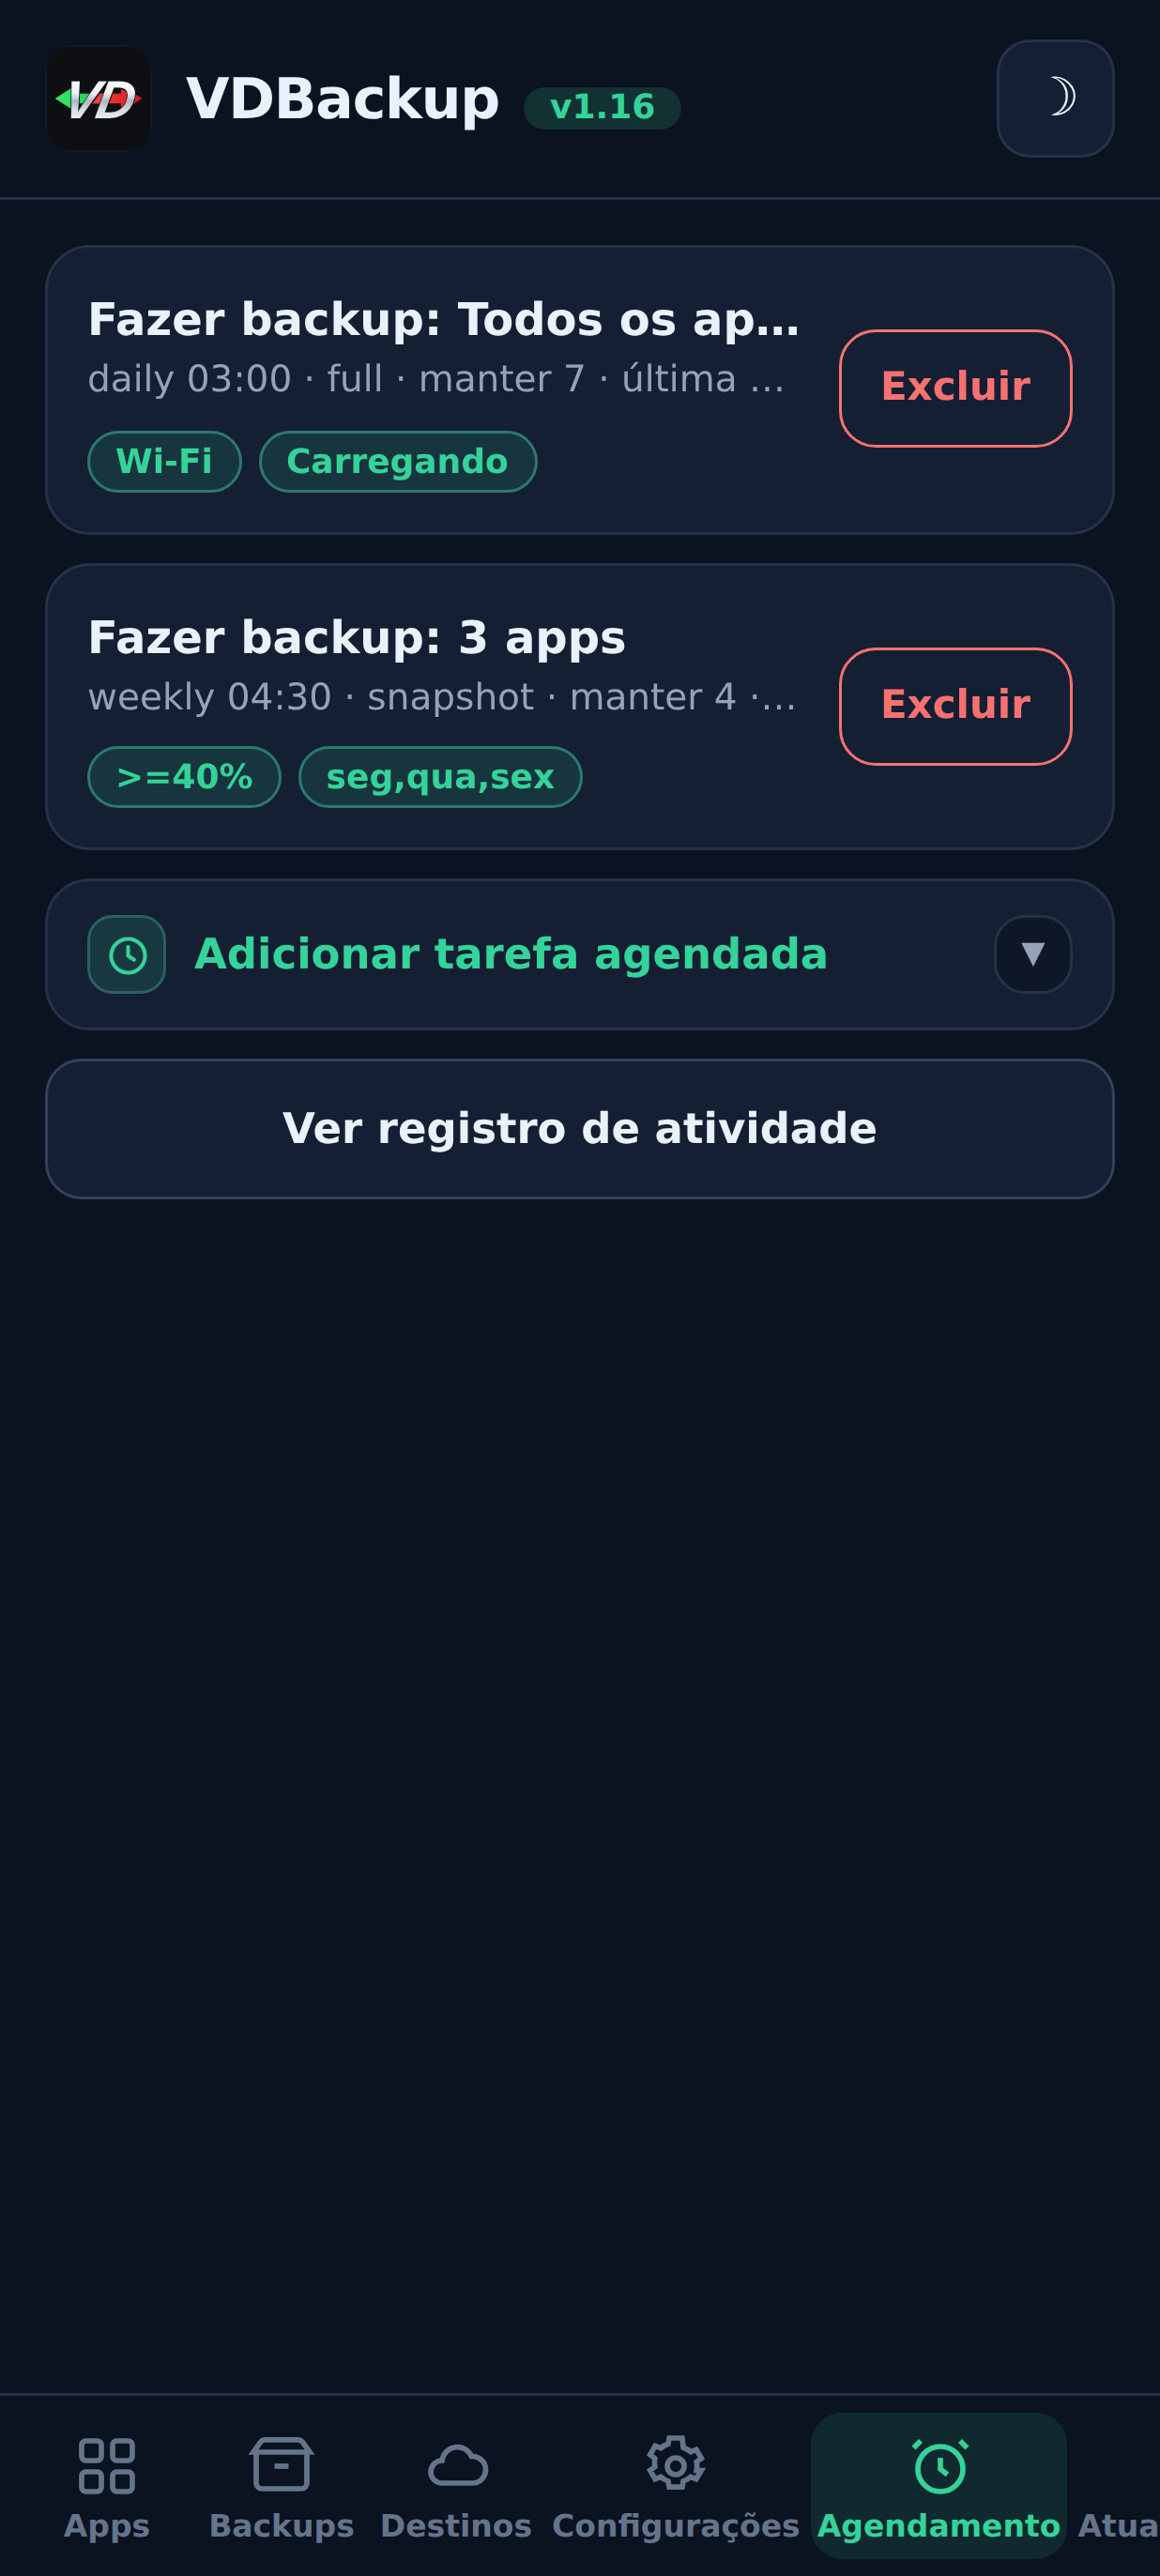 VD
VDBackup v1.16
Fazer backup: Todos os ap…
daily 03:00 · full · manter 7 · última …
Excluir
Wi-Fi Carregando
Fazer backup: 3 apps
weekly 04:30 · snapshot · manter 4 ·…
Excluir
>=40% seg,qua,sex
Adicionar tarefa agendada
Ver registro de atividade
Apps Backups Destinos Configurações Agendamento Atua